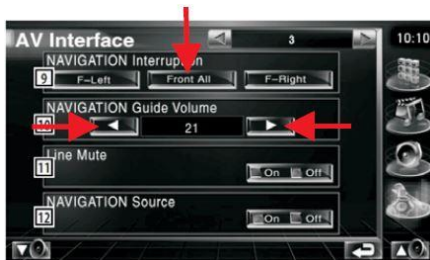 AV Interface 3 10:10
NAVIGATION Interruption
9 F-Left Front All F-Right
NAVIGATION Guide Volume
21
Line Mute
11 On Off
NAVIGATION Source
12 On Off